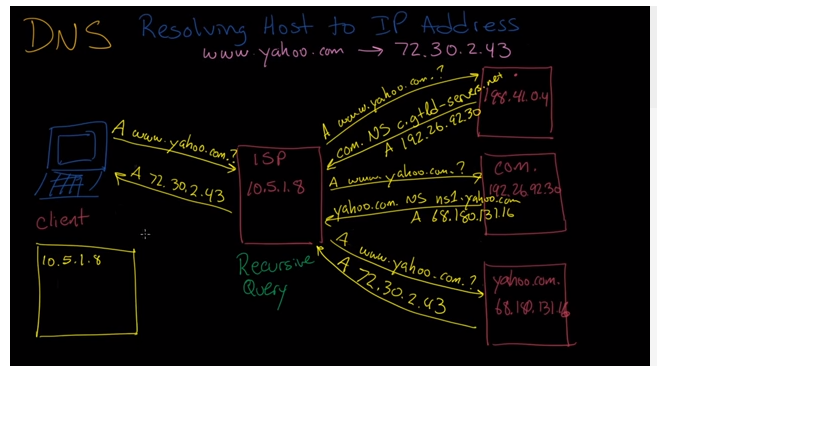 DNS
Resolving Host to IP Address
www.yahoo.com → 72.30.2.43
A www.yahoo.com.?
A 72.30.2.43
client
10.5.1.8
ISP
10.5.1.8
Recursive
Query
A www.yahoo.com.?
com. NS c.gtld-servers.net
A 192.26.92.30
.
198.41.0.4
A www.yahoo.com.?
yahoo.com. NS ns1.yahoo.com
A 68.180.131.16
com.
192.26.92.30
A www.yahoo.com.?
A 72.30.2.43
yahoo.com.
68.180.131.16